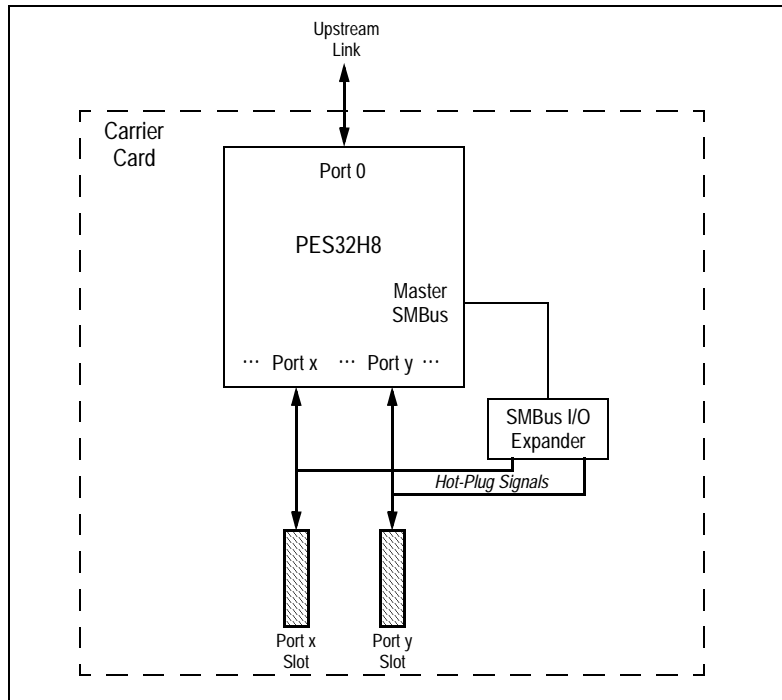 Upstream
Link
Carrier
Card
Port 0
PES32H8
Master
SMBus
... Port x ... Port y ...
SMBus I/O
Expander
Hot-Plug Signals
Port x
Slot
Port y
Slot